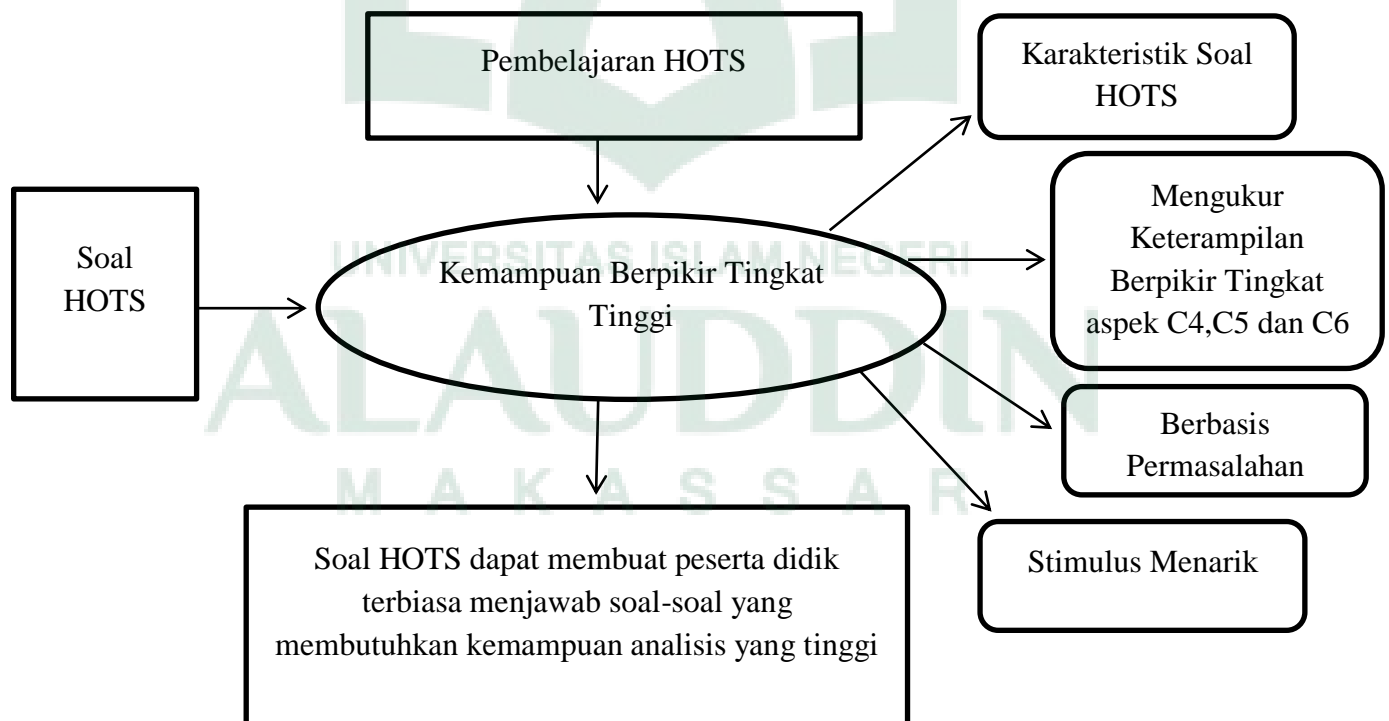 Pembelajaran HOTS
Karakteristik Soal
HOTS
Mengukur
Keterampilan
Berpikir Tingkat
aspek C4,C5 dan C6
Soal
HOTS
Kemampuan Berpikir Tingkat
Tinggi
Berbasis
Permasalahan
Stimulus Menarik
Soal HOTS dapat membuat peserta didik
terbiasa menjawab soal-soal yang
membutuhkan kemampuan analisis yang tinggi
UNIVERSITAS ISLAM NEGERI
ALAUDDIN
MAKASSAR